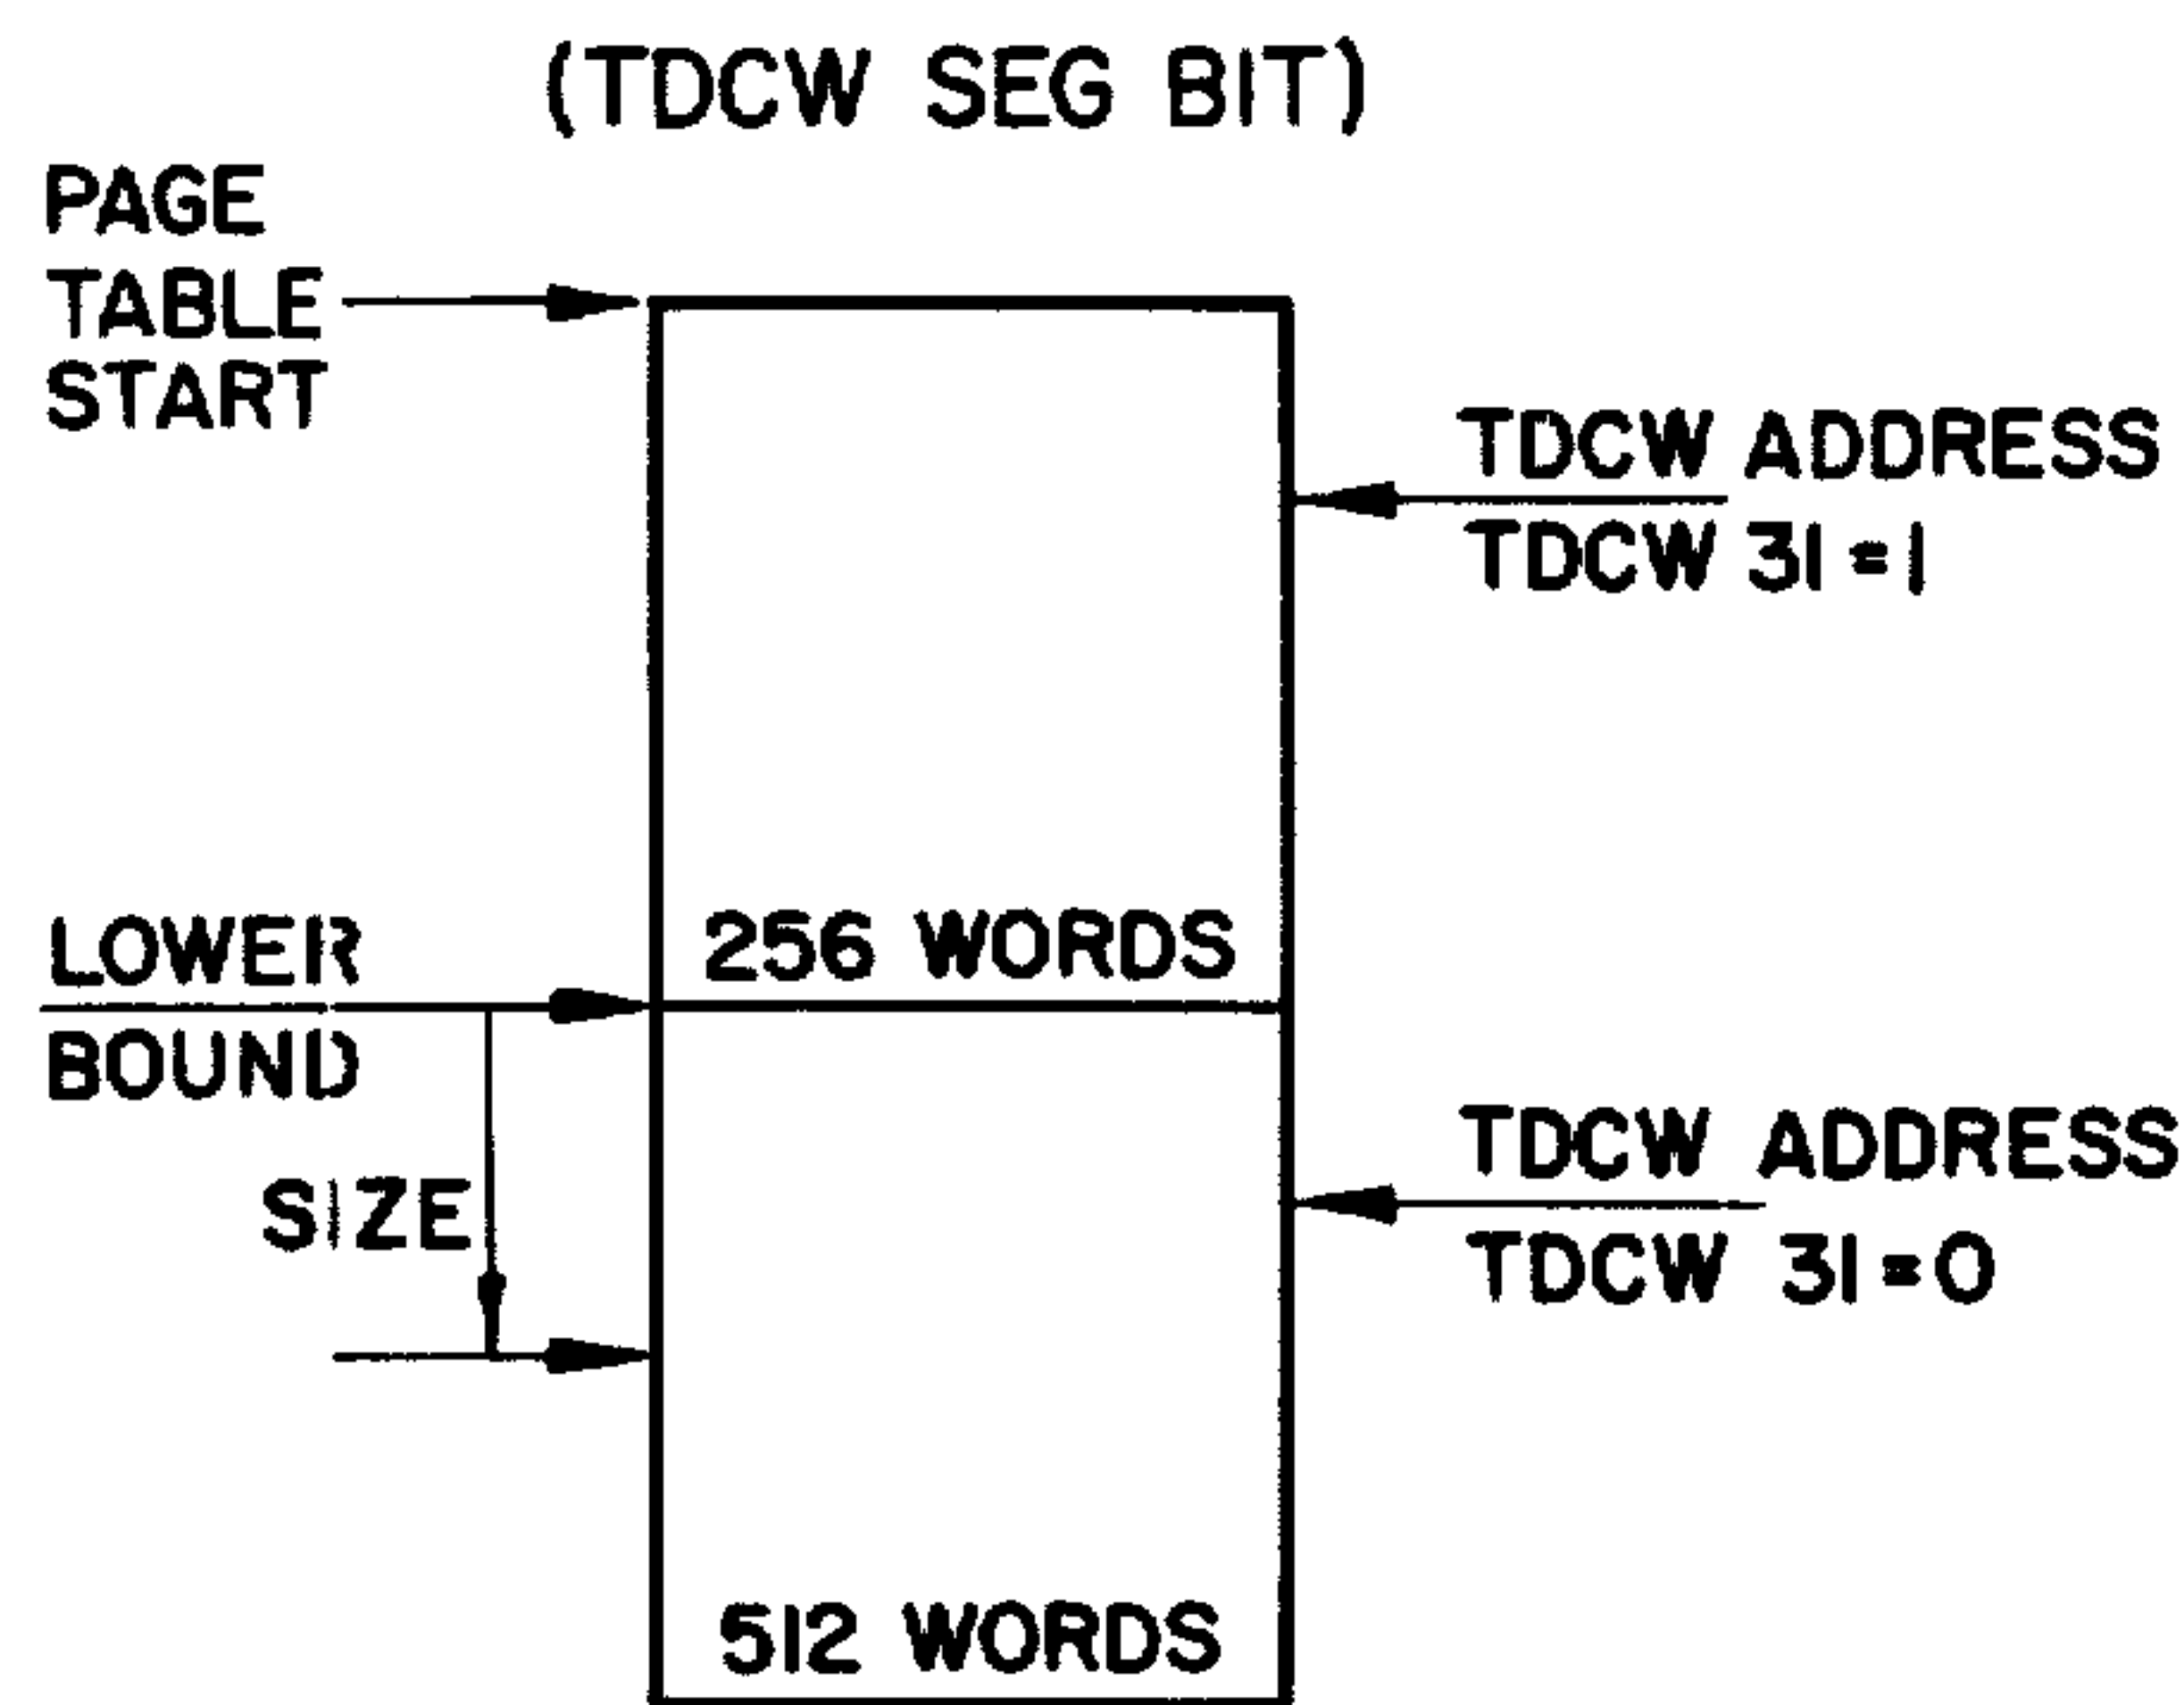 (TDCW SEG BIT)
PAGE
TABLE
START
TDCW ADDRESS
TDCW 31=1
256 WORDS
LOWER
BOUND
TDCW ADDRESS
TDCW 31=0
SIZE
512 WORDS